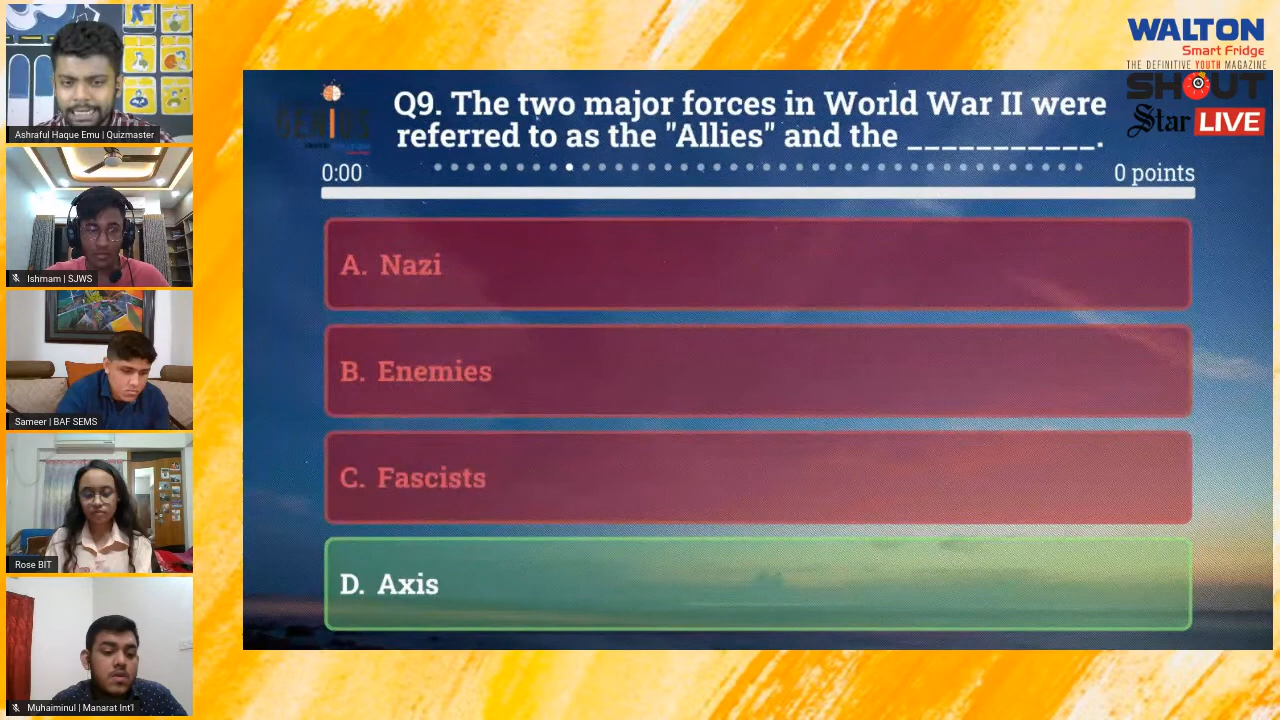 Ashraful Haque Emu | Quizmaster
Ishmam | SJWS
Sameer | BAF SEMS
Rose BIT
Muhaiminul | Manarat Int'l
WALTON
Smart Fridge
THE DEFINITIVE YOUTH MAGAZINE
SHOUT
Star LIVE
GENIUS
Q9. The two major forces in World War II were
referred to as the "Allies" and the ___________.
0:00
0 points
A. Nazi
B. Enemies
C. Fascists
D. Axis